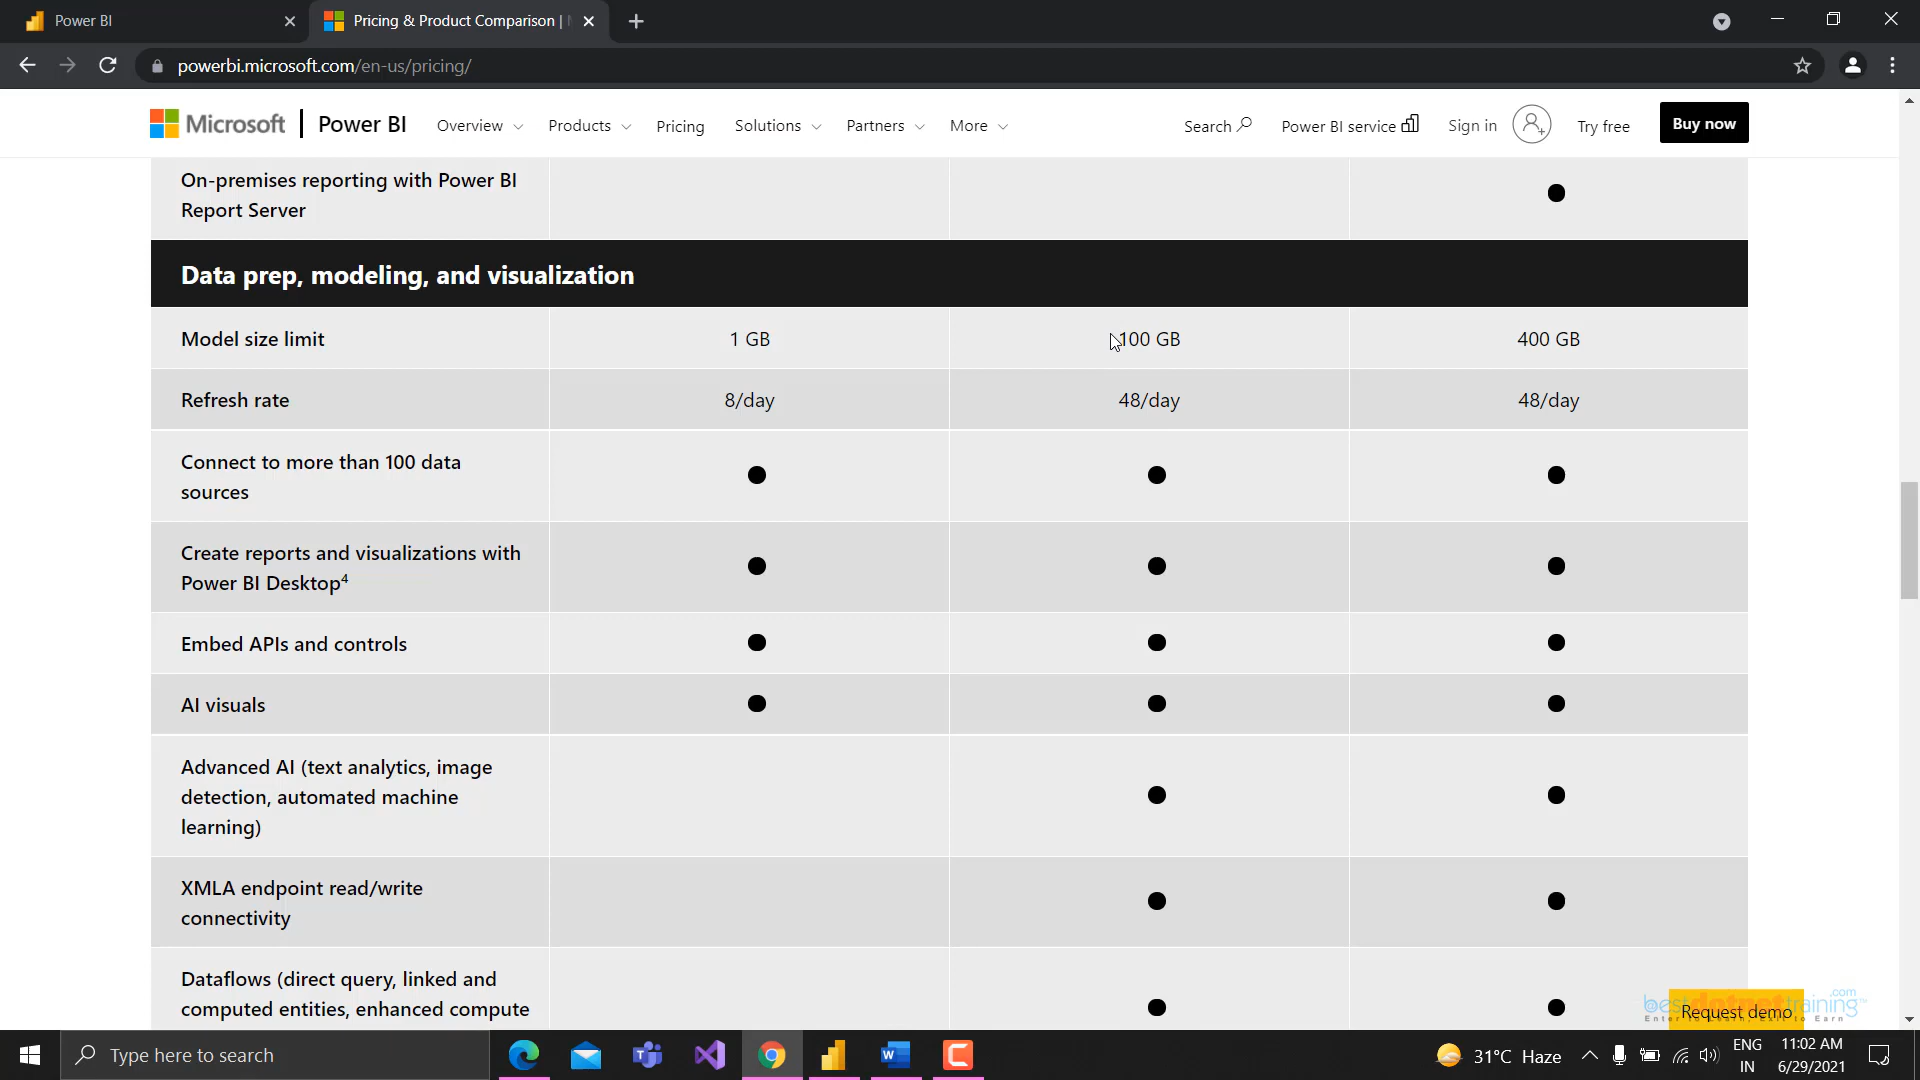 Power BI
Pricing & Product Comparison |
powerbi.microsoft.com/en-us/pricing/
Microsoft
Power BI
Overview
Products
Pricing
Solutions
Partners
More
Search
Power BI service
Sign in
Try free
Buy now
On-premises reporting with Power BI
Report Server
Data prep, modeling, and visualization
Model size limit 1 GB 100 GB 400 GB
Refresh rate 8/day 48/day 48/day
Connect to more than 100 data
sources
Create reports and visualizations with
Power BI Desktop⁴
Embed APIs and controls
AI visuals
Advanced AI (text analytics, image
detection, automated machine
learning)
XMLA endpoint read/write
connectivity
Dataflows (direct query, linked and
computed entities, enhanced compute
bestdotnettraining.com
Request demo
Type here to search
31°C Haze
ENG
IN
11:02 AM
6/29/2021